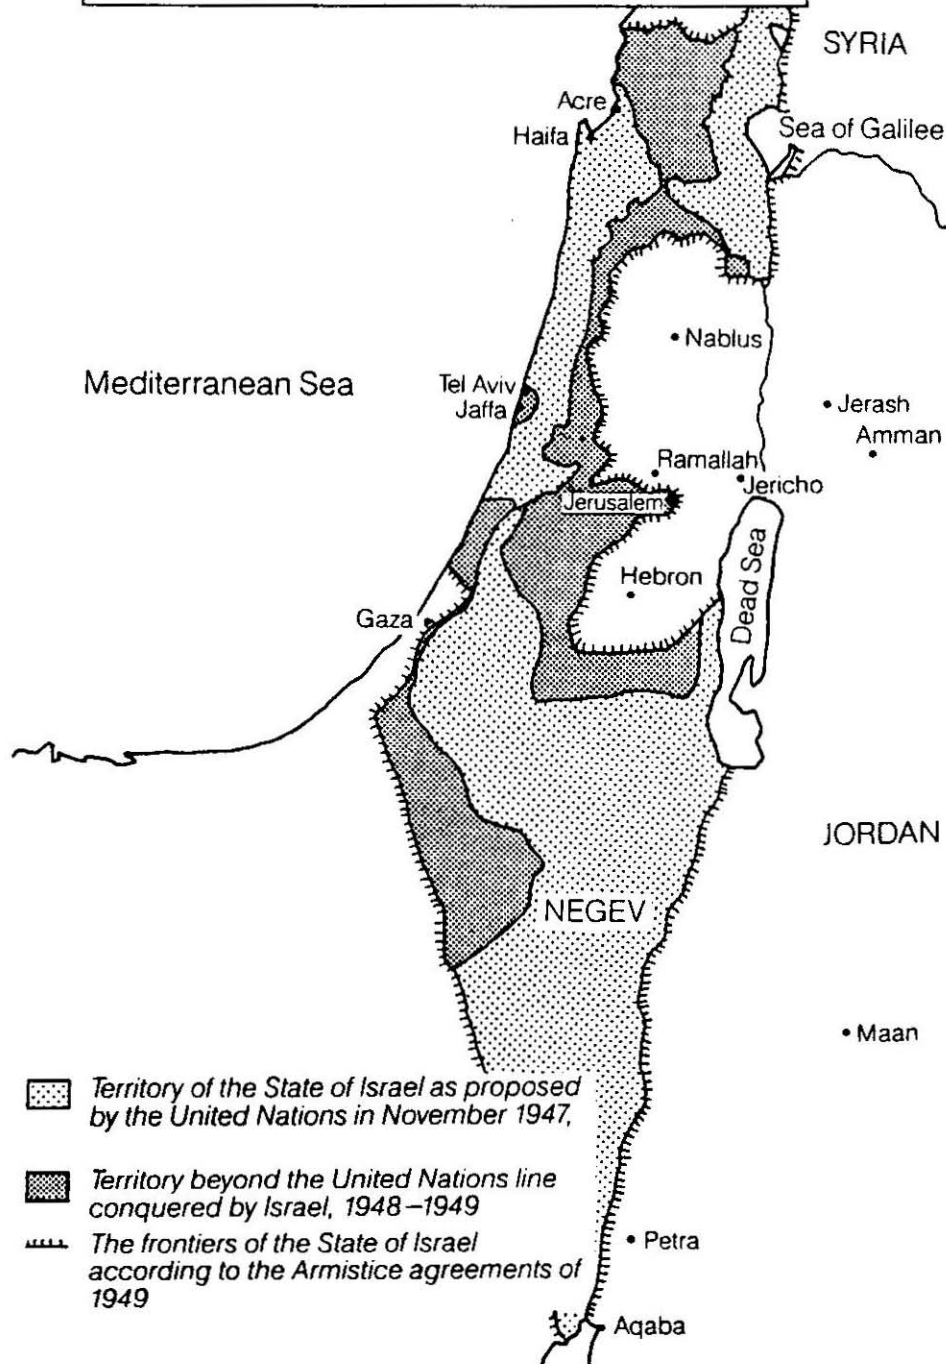 SYRIA
Acre
Haifa
Sea of Galilee
Nablus
Mediterranean Sea
Tel Aviv
Jaffa
Jerash
Amman
Ramallah
Jericho
Jerusalem
Dead Sea
Hebron
Gaza
JORDAN
NEGEV
Maan
Territory of the State of Israel as proposed
by the United Nations in November 1947,
Territory beyond the United Nations line
conquered by Israel, 1948–1949
The frontiers of the State of Israel
according to the Armistice agreements of
1949
Petra
Aqaba